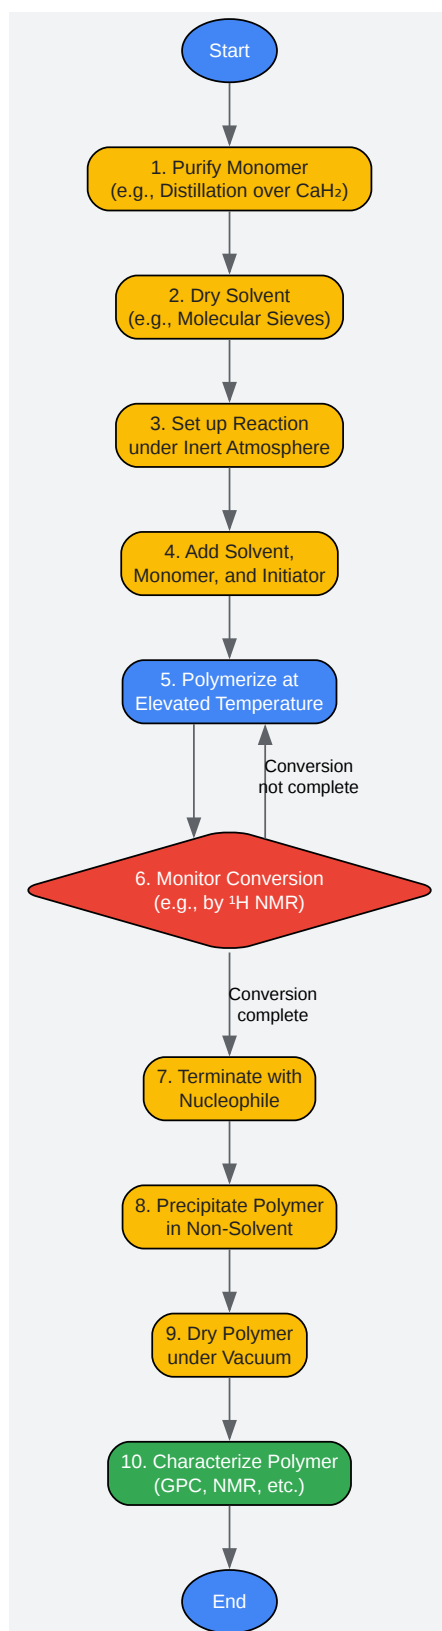 Start
1. Purify Monomer
(e.g., Distillation over CaH₂)
2. Dry Solvent
(e.g., Molecular Sieves)
3. Set up Reaction
under Inert Atmosphere
4. Add Solvent,
Monomer, and Initiator
5. Polymerize at
Elevated Temperature
Conversion
not complete
6. Monitor Conversion
(e.g., by ¹H NMR)
Conversion
complete
7. Terminate with
Nucleophile
8. Precipitate Polymer
in Non-Solvent
9. Dry Polymer
under Vacuum
10. Characterize Polymer
(GPC, NMR, etc.)
End